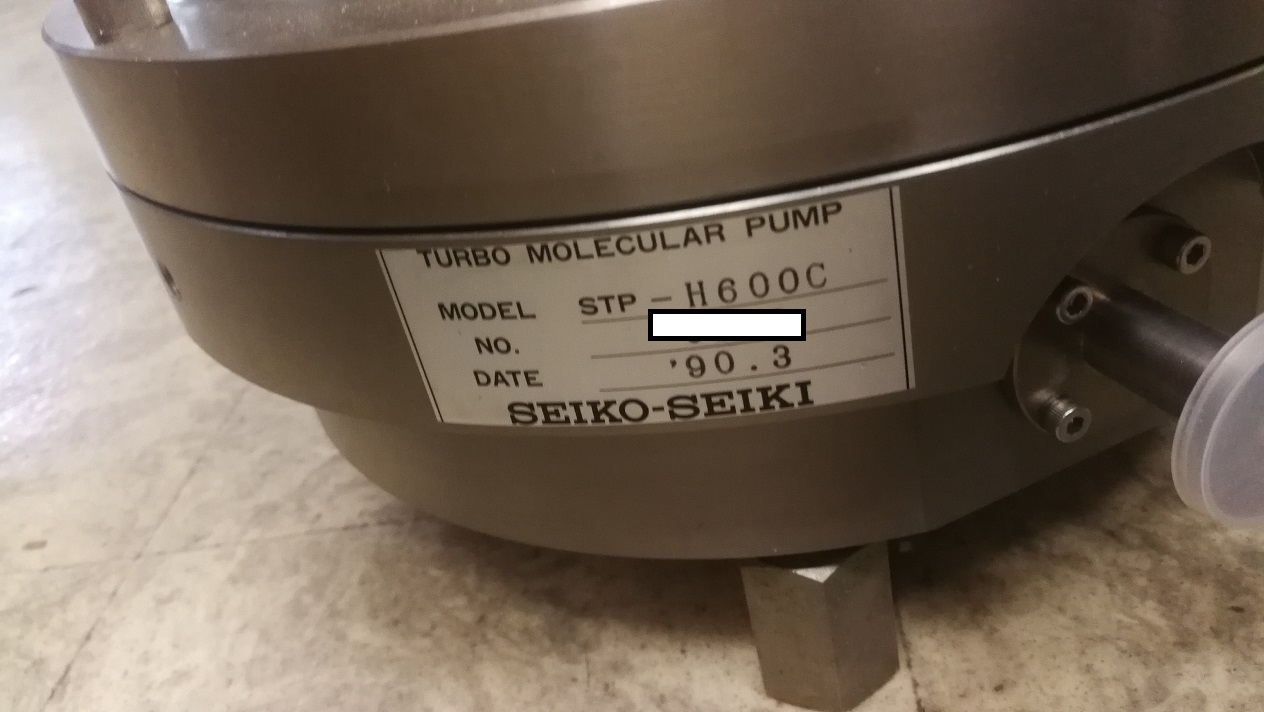 TURBO MOLECULAR PUMP
MODEL STP-H600C
NO.
DATE '90.3
SEIKO-SEIKI